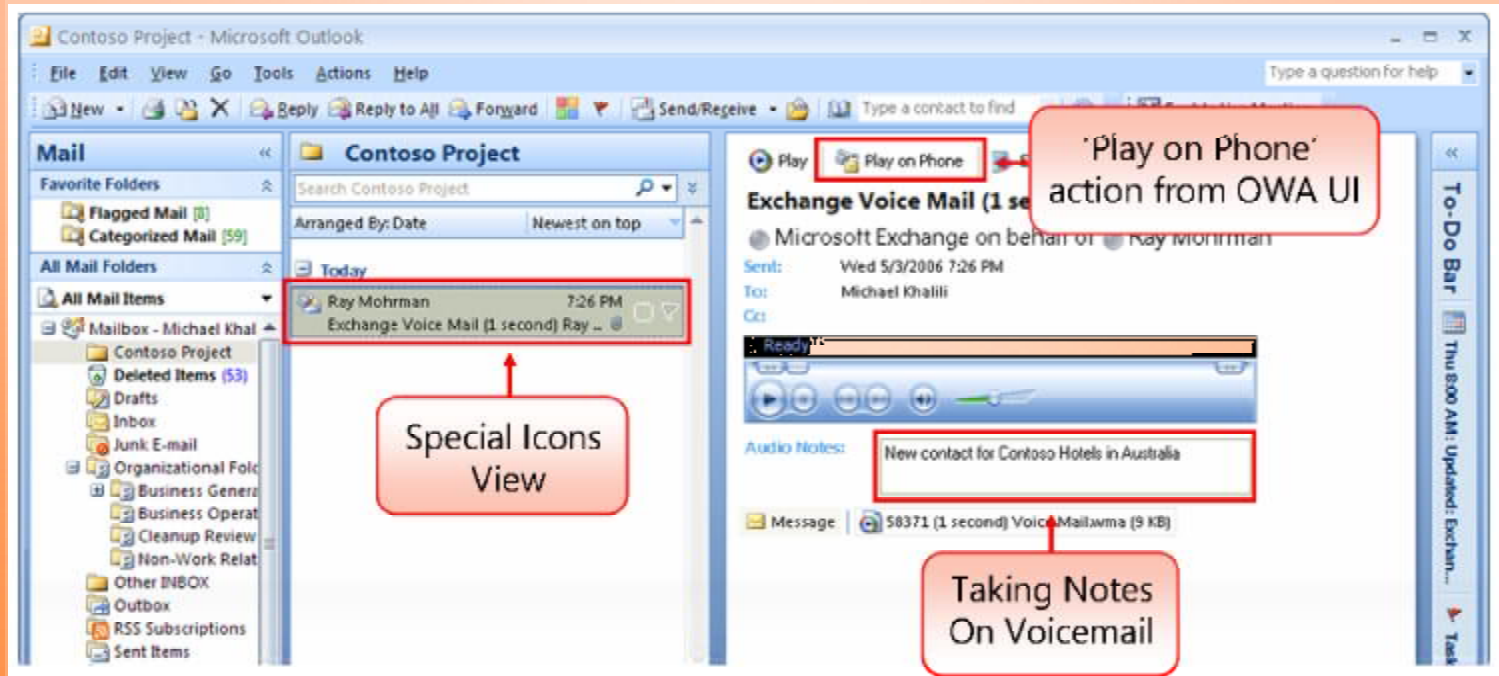 Contoso Project - Microsoft Outlook
File Edit View Go Tools Actions Help
Type a question for help
New Reply Reply to All Forward Send/Receive Type a contact to find
Mail
Favorite Folders
Flagged Mail [8]
Categorized Mail [59]
All Mail Folders
All Mail Items
Mailbox - Michael Khal
Contoso Project
Deleted Items (53)
Drafts
Inbox
Junk E-mail
Organizational Fold
Business Genera
Business Operat
Cleanup Review
Non-Work Relat
Other INBOX
Outbox
RSS Subscriptions
Sent Items
Contoso Project
Search Contoso Project
Arranged By: Date Newest on top
Today
Ray Mohrman 7:26 PM
Exchange Voice Mail (1 second) Ray ...
Special Icons
View
Play Play on Phone
'Play on Phone'
action from OWA UI
Exchange Voice Mail (1 se
Microsoft Exchange on behalf of Ray Mohrman
Sent: Wed 5/3/2006 7:26 PM
To: Michael Khalili
Cc:
Ready
Audio Notes: New contact for Contoso Hotels in Australia
Message 58371 (1 second) Voice Mail.wma (9 KB)
Taking Notes
On Voicemail
To-Do Bar
Thu 8:00 AM: Updated: Exchan...
Task